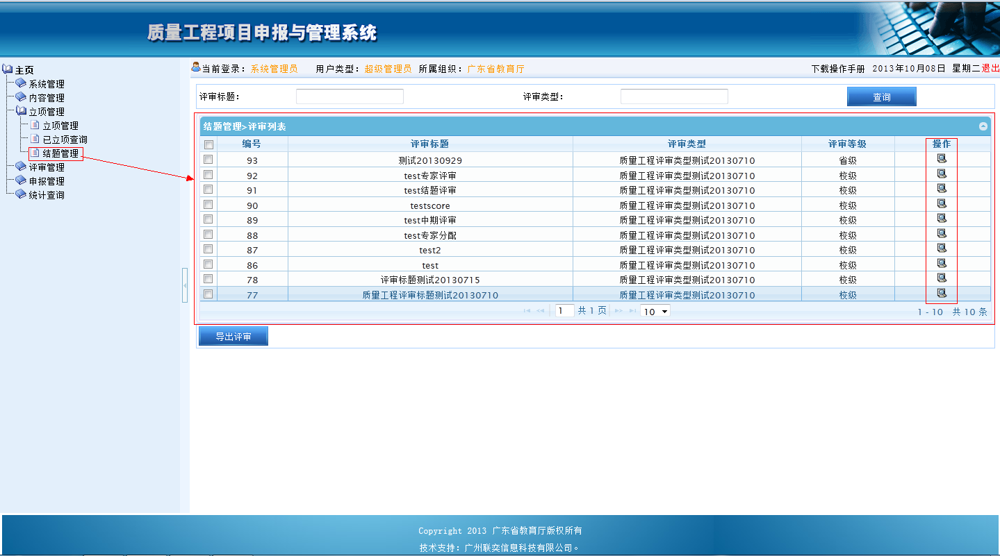 质量工程项目申报与管理系统
主页
系统管理
内容管理
立项管理
立项管理
已立项查询
结题管理
评审管理
申报管理
统计查询
当前登录：系统管理员 用户类型：超级管理员 所属组织：广东省教育厅 下载操作手册 2013年10月08日 星期二 退出
评审标题： 评审类型： 查询
结题管理>评审列表
编号 评审标题 评审类型 评审等级 操作
93 测试20130929 质量工程评审类型测试20130710 省级
92 test专家评审 质量工程评审类型测试20130710 校级
91 test结题评审 质量工程评审类型测试20130710 校级
90 testscore 质量工程评审类型测试20130710 校级
89 test中期评审 质量工程评审类型测试20130710 校级
88 test专家分配 质量工程评审类型测试20130710 校级
87 test2 质量工程评审类型测试20130710 校级
86 test 质量工程评审类型测试20130710 校级
78 评审标题测试20130715 质量工程评审类型测试20130710 校级
77 质量工程评审标题测试20130710 质量工程评审类型测试20130710 校级
1 共 1 页 10 1 - 10 共 10 条
导出评审
Copyright 2013 广东省教育厅版权所有
技术支持：广州联奕信息科技有限公司。